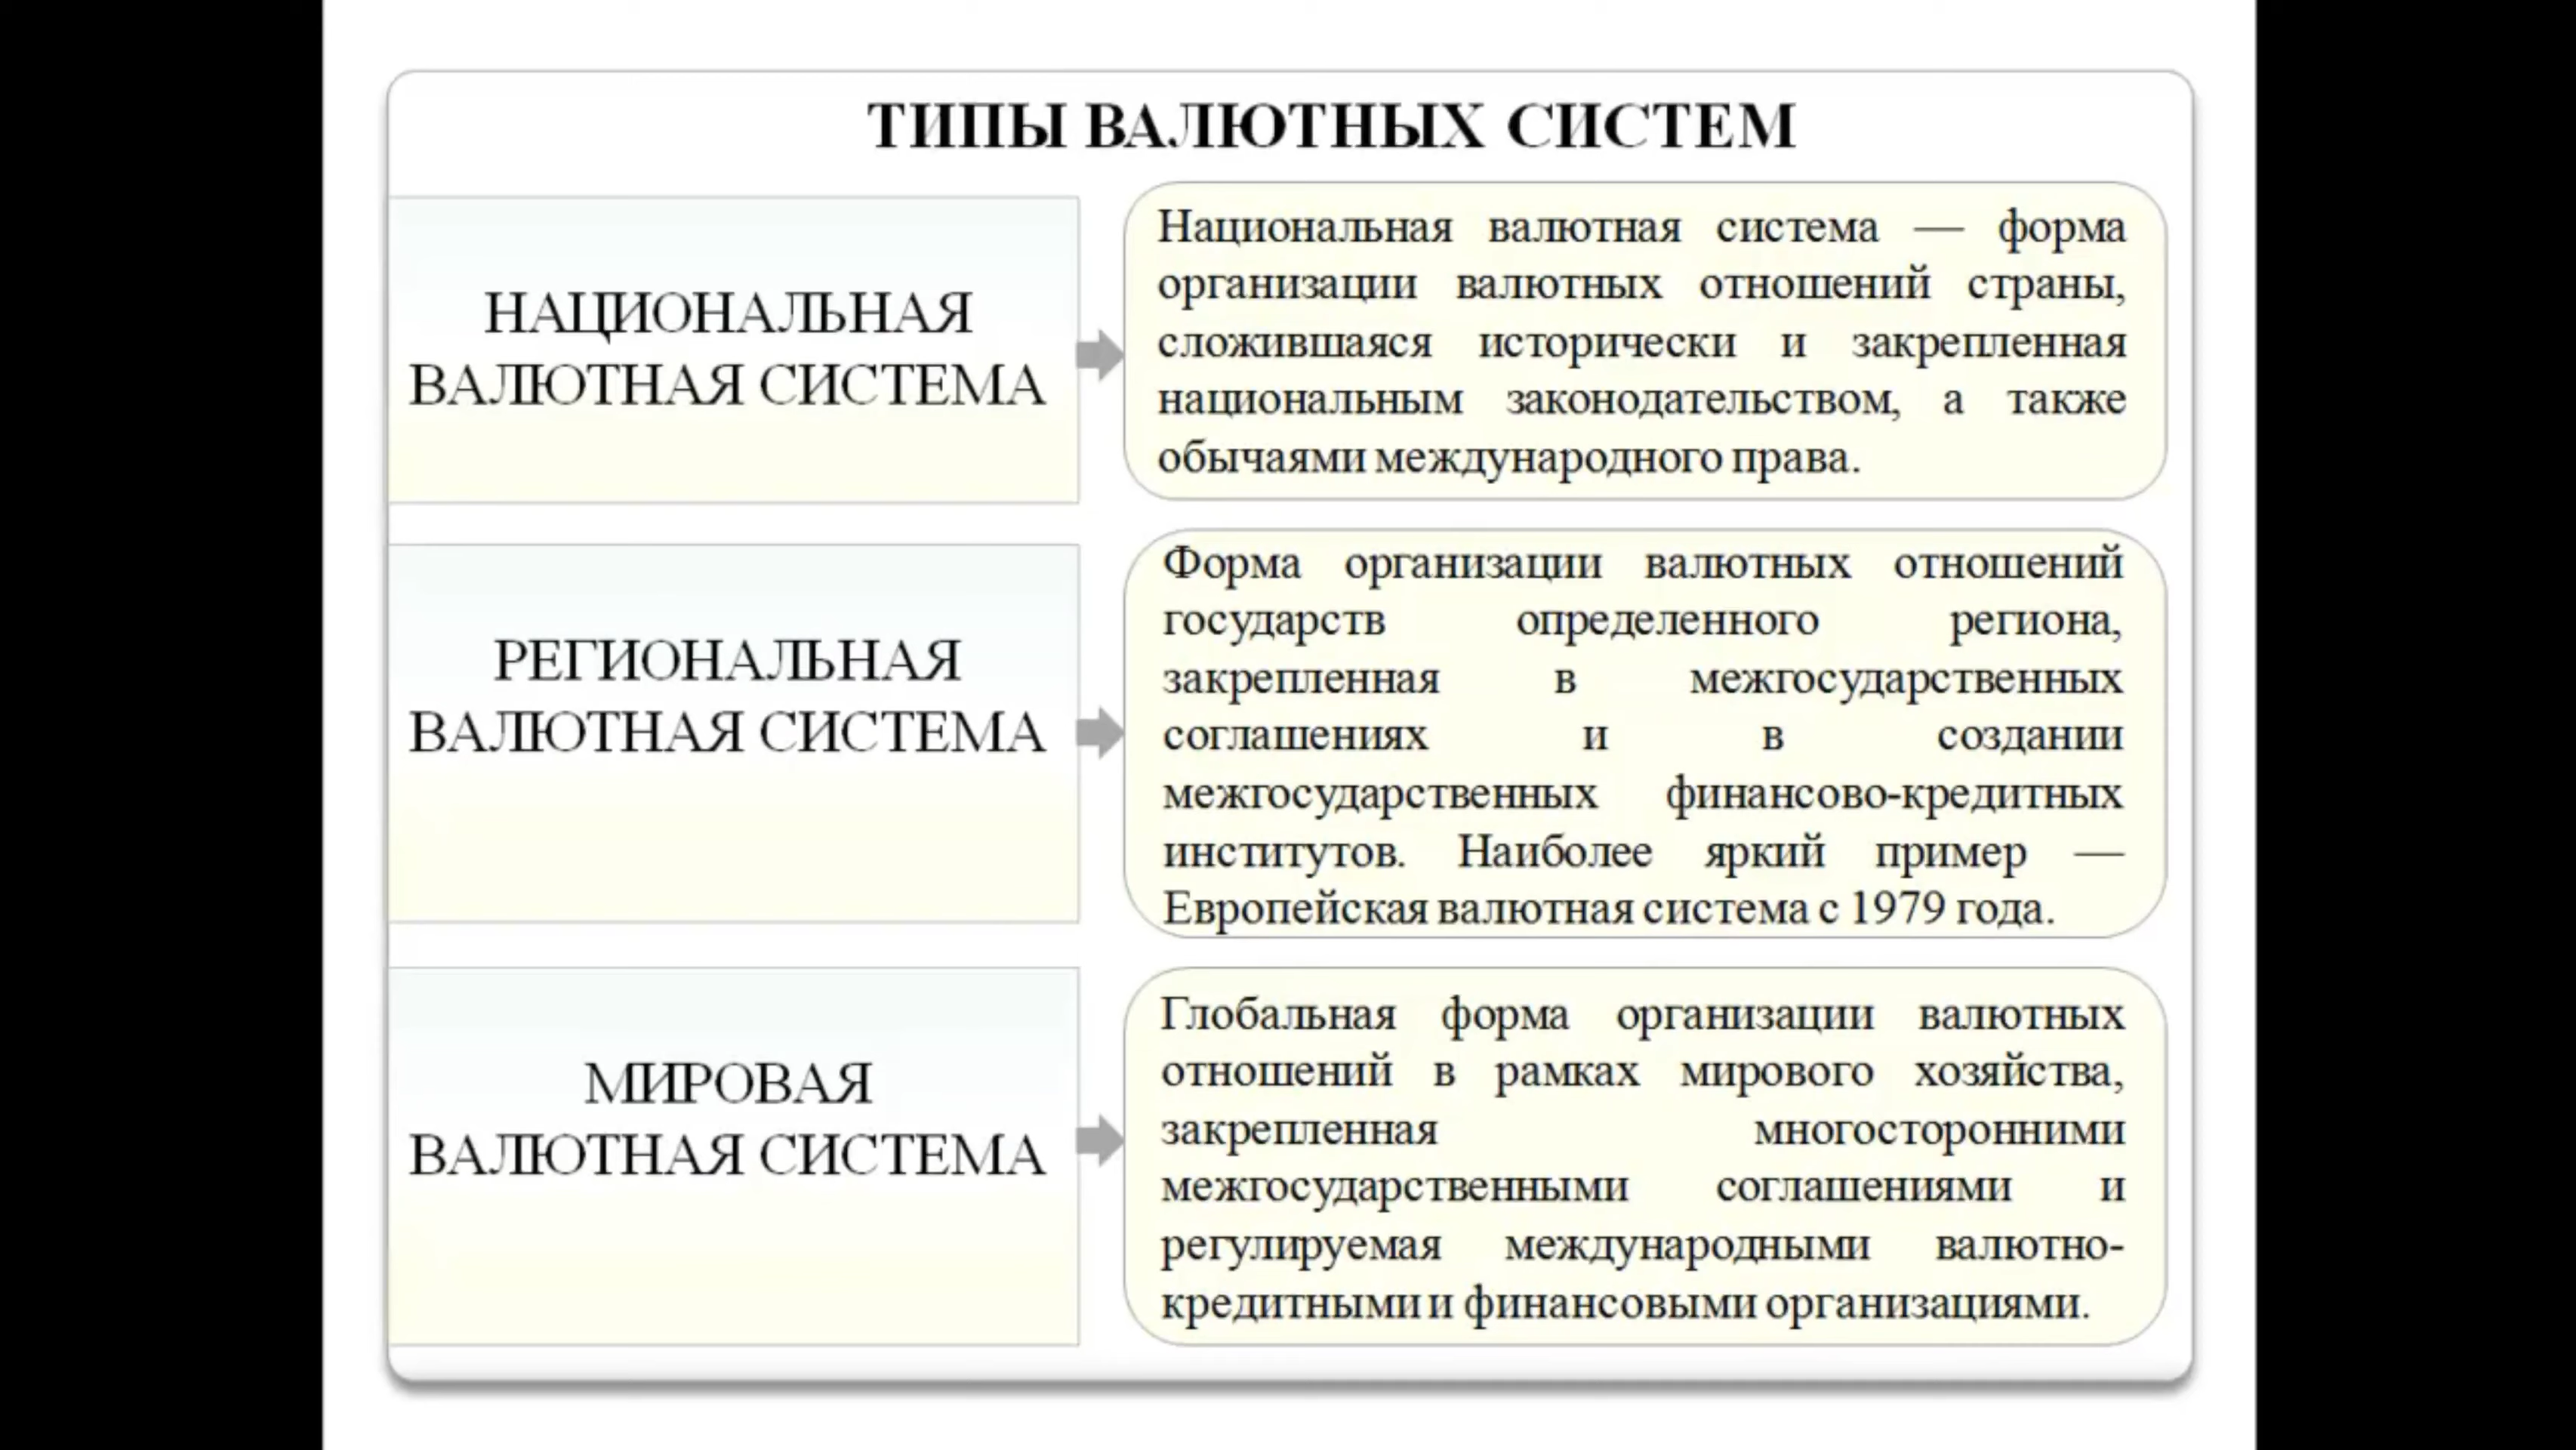 ТИПЫ ВАЛЮТНЫХ СИСТЕМ
НАЦИОНАЛЬНАЯ
ВАЛЮТНАЯ СИСТЕМА
Национальная валютная система — форма
организации валютных отношений страны,
сложившаяся исторически и закрепленная
национальным законодательством, а также
обычаями международного права.
РЕГИОНАЛЬНАЯ
ВАЛЮТНАЯ СИСТЕМА
Форма организации валютных отношений
государств определенного региона,
закрепленная в межгосударственных
соглашениях и в создании
межгосударственных финансово-кредитных
институтов. Наиболее яркий пример —
Европейская валютная система с 1979 года.
МИРОВАЯ
ВАЛЮТНАЯ СИСТЕМА
Глобальная форма организации валютных
отношений в рамках мирового хозяйства,
закрепленная многосторонними
межгосударственными соглашениями и
регулируемая международными валютно-
кредитными и финансовыми организациями.